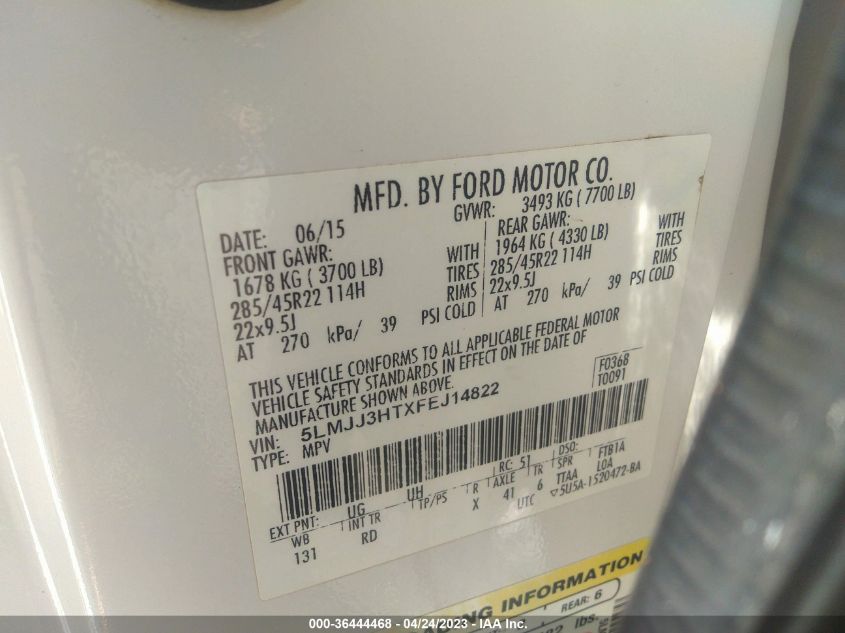 MFD. BY FORD MOTOR CO.
DATE: 06/15 GVWR: 3493 KG ( 7700 LB)
FRONT GAWR: REAR GAWR:
1678 KG ( 3700 LB) WITH 1964 KG ( 4330 LB) WITH
285/45R22 114H TIRES 285/45R22 114H TIRES
22x9.5J RIMS 22x9.5J RIMS
AT 270 kPa/ 39 PSI COLD AT 270 kPa/ 39 PSI COLD
THIS VEHICLE CONFORMS TO ALL APPLICABLE FEDERAL MOTOR
VEHICLE SAFETY STANDARDS IN EFFECT ON THE DATE OF
MANUFACTURE SHOWN ABOVE.
F0368
T0091
VIN: 5LMJJ3HTXFEJ14822
TYPE: MPV
EXT PNT: UG UH RC: 51 DSO:
WB INT TR TP/PS R AXLE TR SPR FTB1A
131 RD X 41 6 TTAA LOA
UTC ▽5U5A-1520472-BA
ING INFORMATION
REAR: 6
lbs.
000-36444468 - 04/24/2023 - IAA Inc.